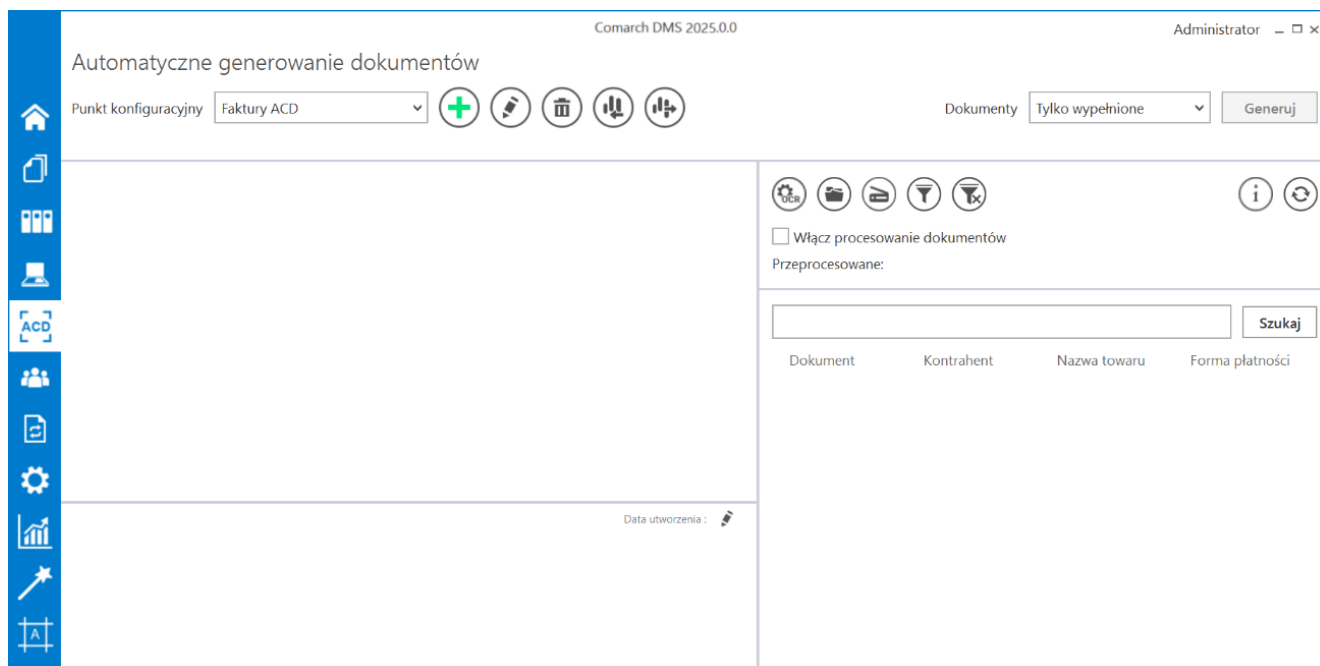 Comarch DMS 2025.0.0
Administrator
Automatyczne generowanie dokumentów
Punkt konfiguracyjny Faktury ACD
Dokumenty Tylko wypełnione Generuj
OCR
i
Włącz procesowanie dokumentów
Przeprocesowane:
ACD
Szukaj
Dokument Kontrahent Nazwa towaru Forma płatności
Data utworzenia :
A